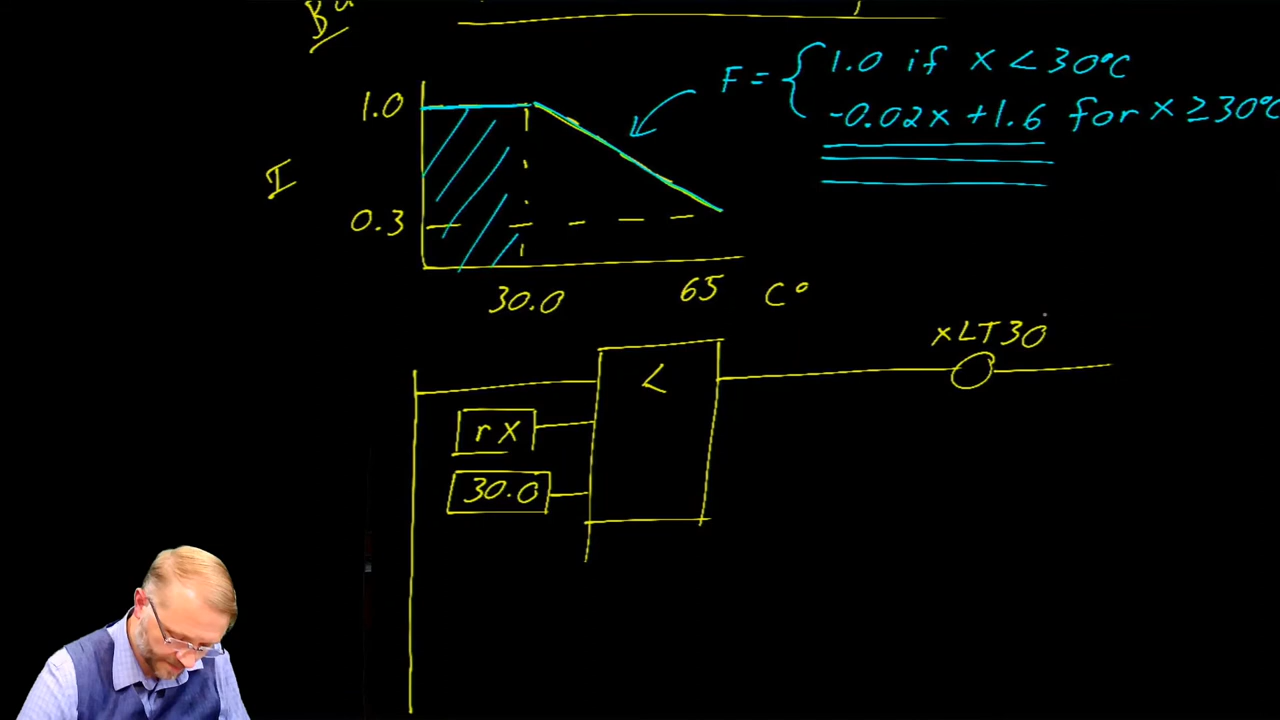 Ba
F = { 1.0 if x < 30°C
-0.02x + 1.6 for x ≥ 30°C
1.0
I
0.3
30.0
65
C°
xLT30
<
rx
30.0